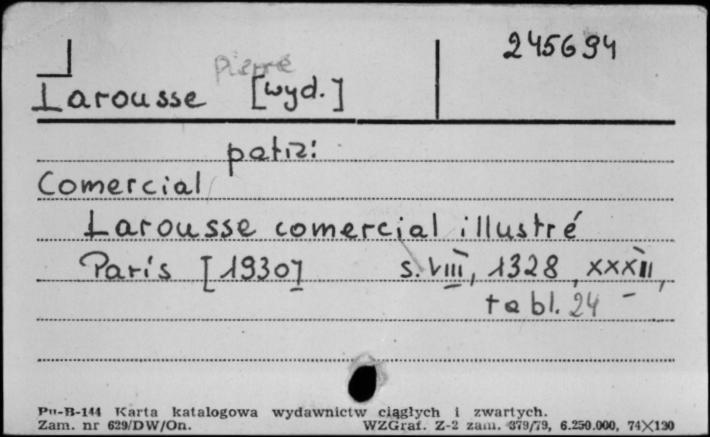 245694
Pierre
Larousse [wyd.]
patrz:
Comercial
Larousse comercial illustré
Paris [1930] s. VIII, 1328, XXXII,
tabl. 24
Pu-B-144 Karta katalogowa wydawnictw ciągłych i zwartych.
Zam. nr 629/DW/On. WZGraf. Z-2 zam. 379/79, 6.250.000, 74X130